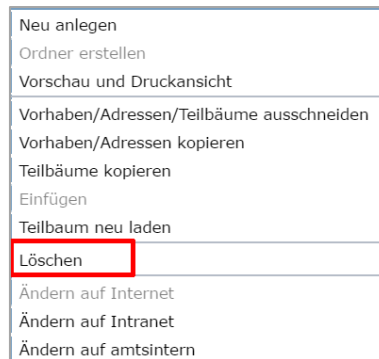 Neu anlegen
Ordner erstellen
Vorschau und Druckansicht
Vorhaben/Adressen/Teilbäume ausschneiden
Vorhaben/Adressen kopieren
Teilbäume kopieren
Einfügen
Teilbaum neu laden
Löschen
Ändern auf Internet
Ändern auf Intranet
Ändern auf amtsintern